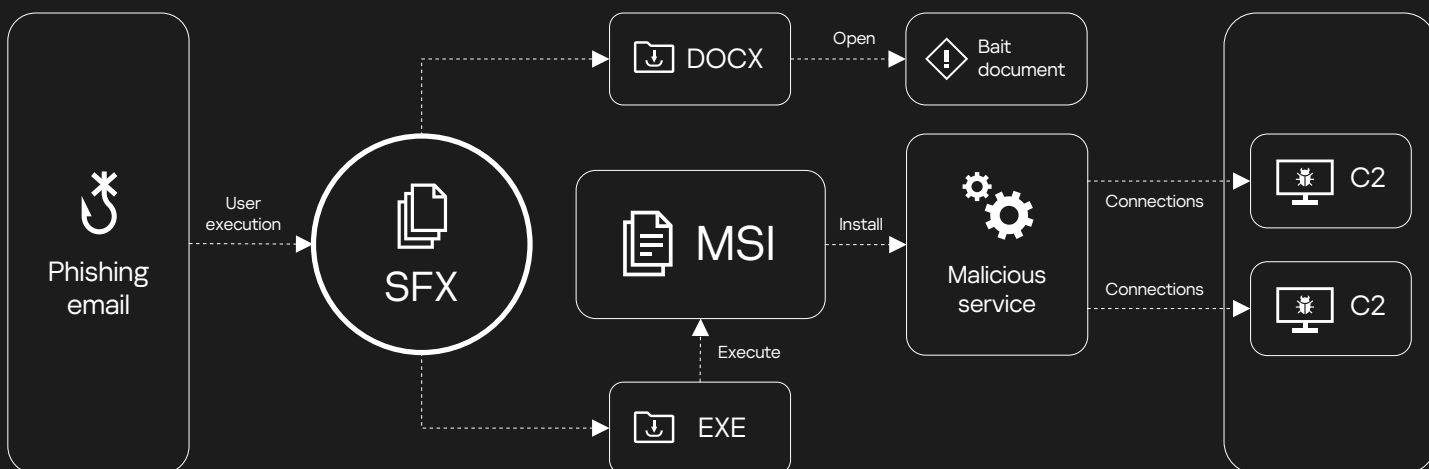 Phishing
email
User
execution
SFX
DOCX
Open
Bait
document
MSI
Install
Malicious
service
Execute
EXE
Connections
C2
Connections
C2